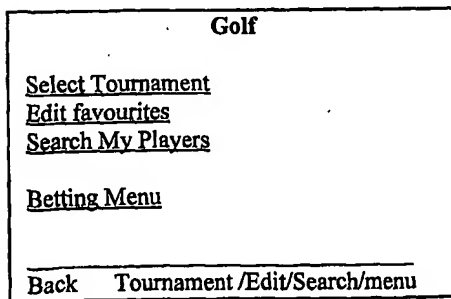 Golf
Select Tournament
Edit favourites
Search My Players
Betting Menu
Back Tournament /Edit/Search/menu